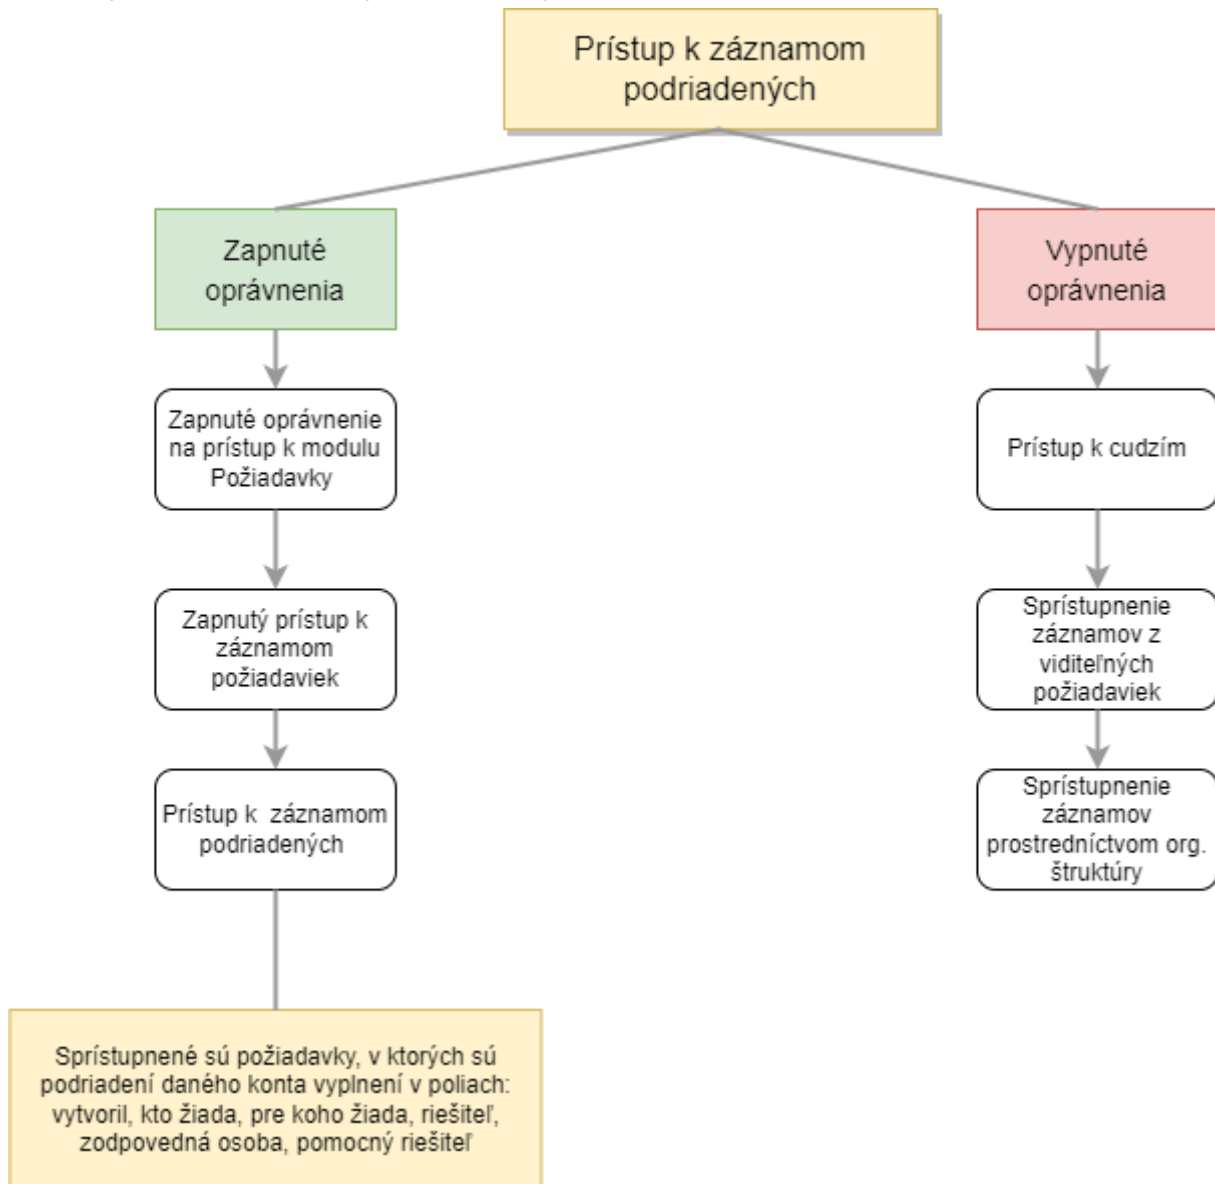 Prístup k záznamom
podriadených
Zapnuté
oprávnenia
Vypnuté
oprávnenia
Zapnuté oprávnenie
na prístup k modulu
Požiadavky
Prístup k cudzím
Zapnutý prístup k
záznamom
požiadaviek
Sprístupnenie
záznamov z
viditeľných
požiadaviek
Prístup k  záznamom
podriadených
Sprístupnenie
záznamov
prostredníctvom org.
štruktúry
Sprístupnené sú požiadavky, v ktorých sú
podriadení daného konta vyplnení v poliach:
vytvoril, kto žiada, pre koho žiada, riešiteľ,
zodpovedná osoba, pomocný riešiteľ